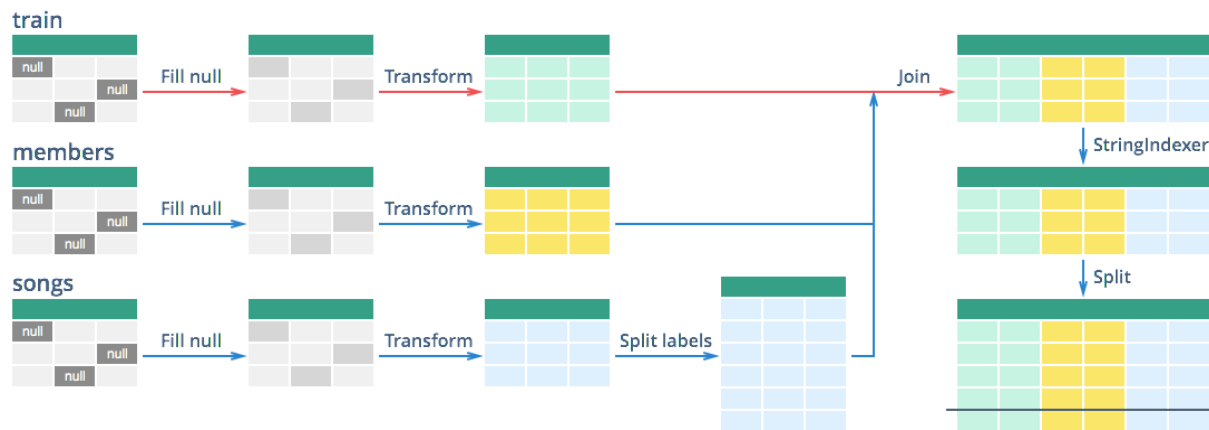 train
null
null
null
Fill null
Transform
Join
StringIndexer
members
null
null
null
Fill null
Transform
Split
songs
null
null
null
Fill null
Transform
Split labels